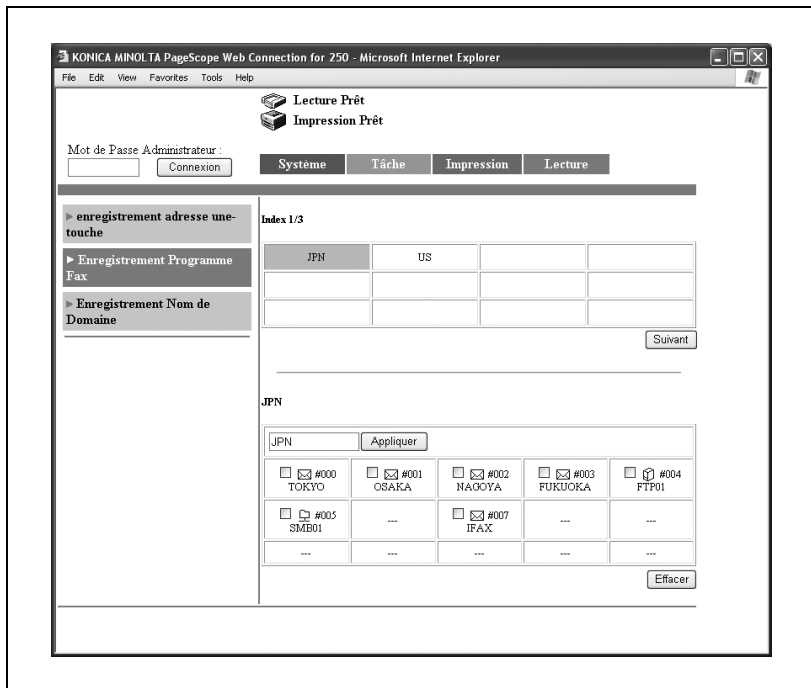 KONICA MINOLTA PageScope Web Connection for 250 - Microsoft Internet Explorer
File Edit View Favorites Tools Help
Lecture Prêt
Impression Prêt
Mot de Passe Administrateur :
Connexion
Système Tâche Impression Lecture
enregistrement adresse une-
touche
Enregistrement Programme
Fax
Enregistrement Nom de
Domaine
Index 1/3
JPN US
Suivant
JPN
JPN Appliquer
#000 #001 #002 #003 #004
TOKYO OSAKA NAGOYA FUKUOKA FTP01
#005 --- #007 --- ---
SMB01 IFAX
--- --- --- --- ---
Effacer